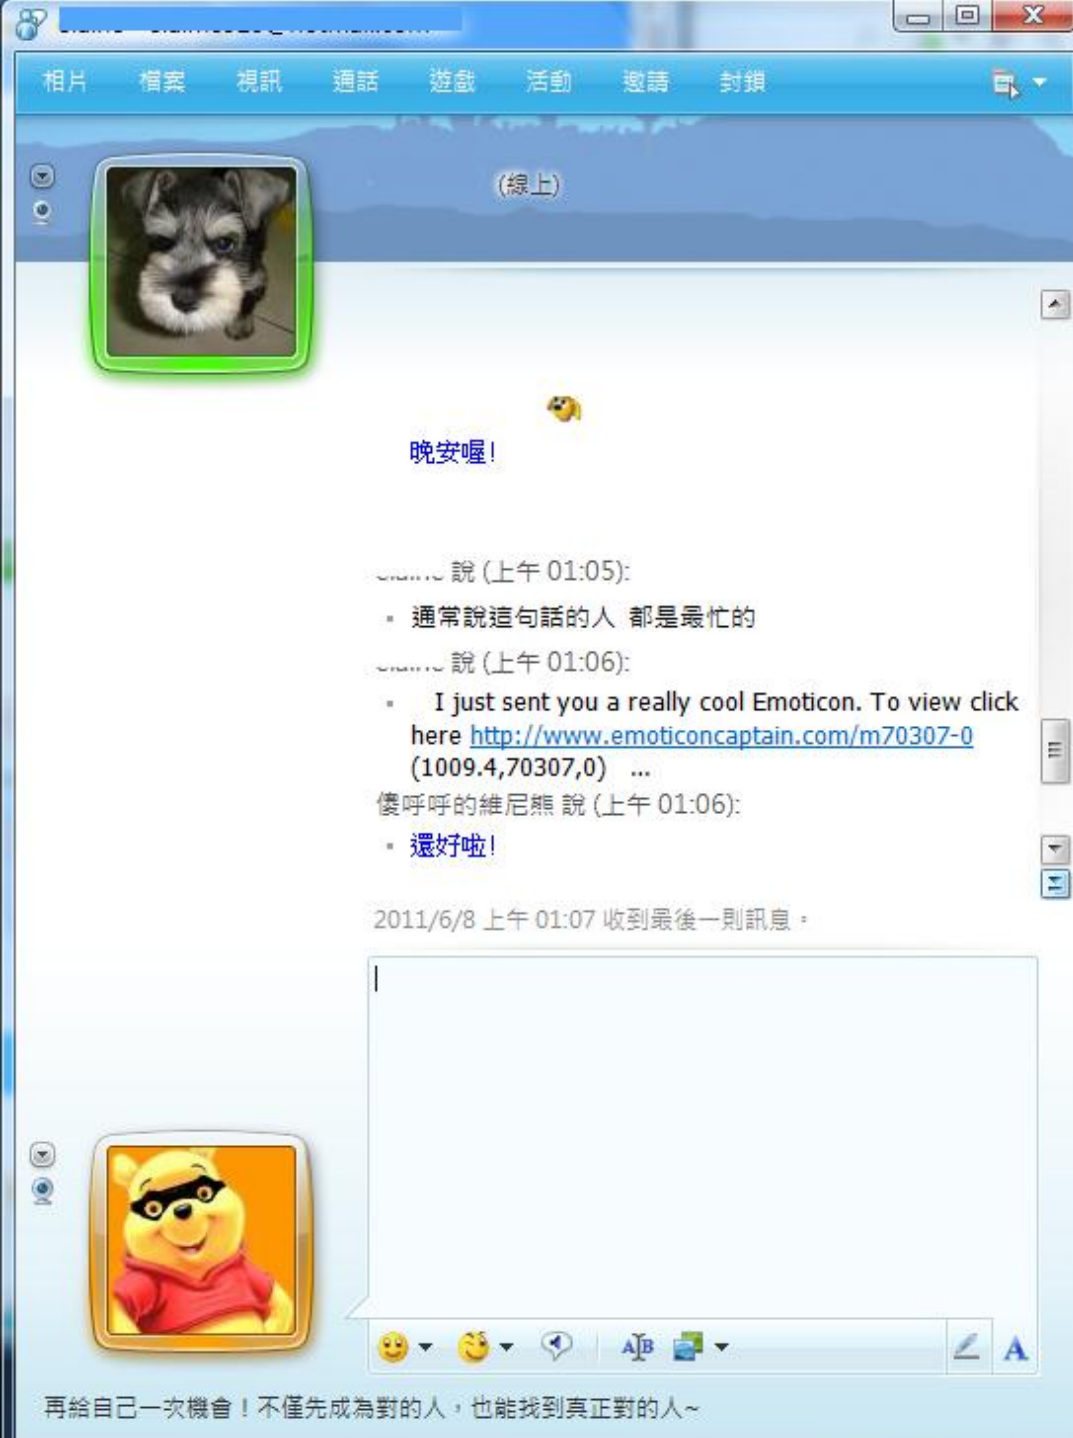 相片 檔案 視訊 通話 遊戲 活動 邀請 封鎖
(線上)
晚安喔!
說 (上午 01:05):
通常說這句話的人 都是最忙的
說 (上午 01:06):
I just sent you a really cool Emoticon. To view click
here http://www.emoticoncaptain.com/m70307-0
(1009.4,70307,0) ...
傻呼呼的維尼熊 說 (上午 01:06):
還好啦!
2011/6/8 上午 01:07 收到最後一則訊息。
再給自己一次機會！不僅先成為對的人，也能找到真正對的人~